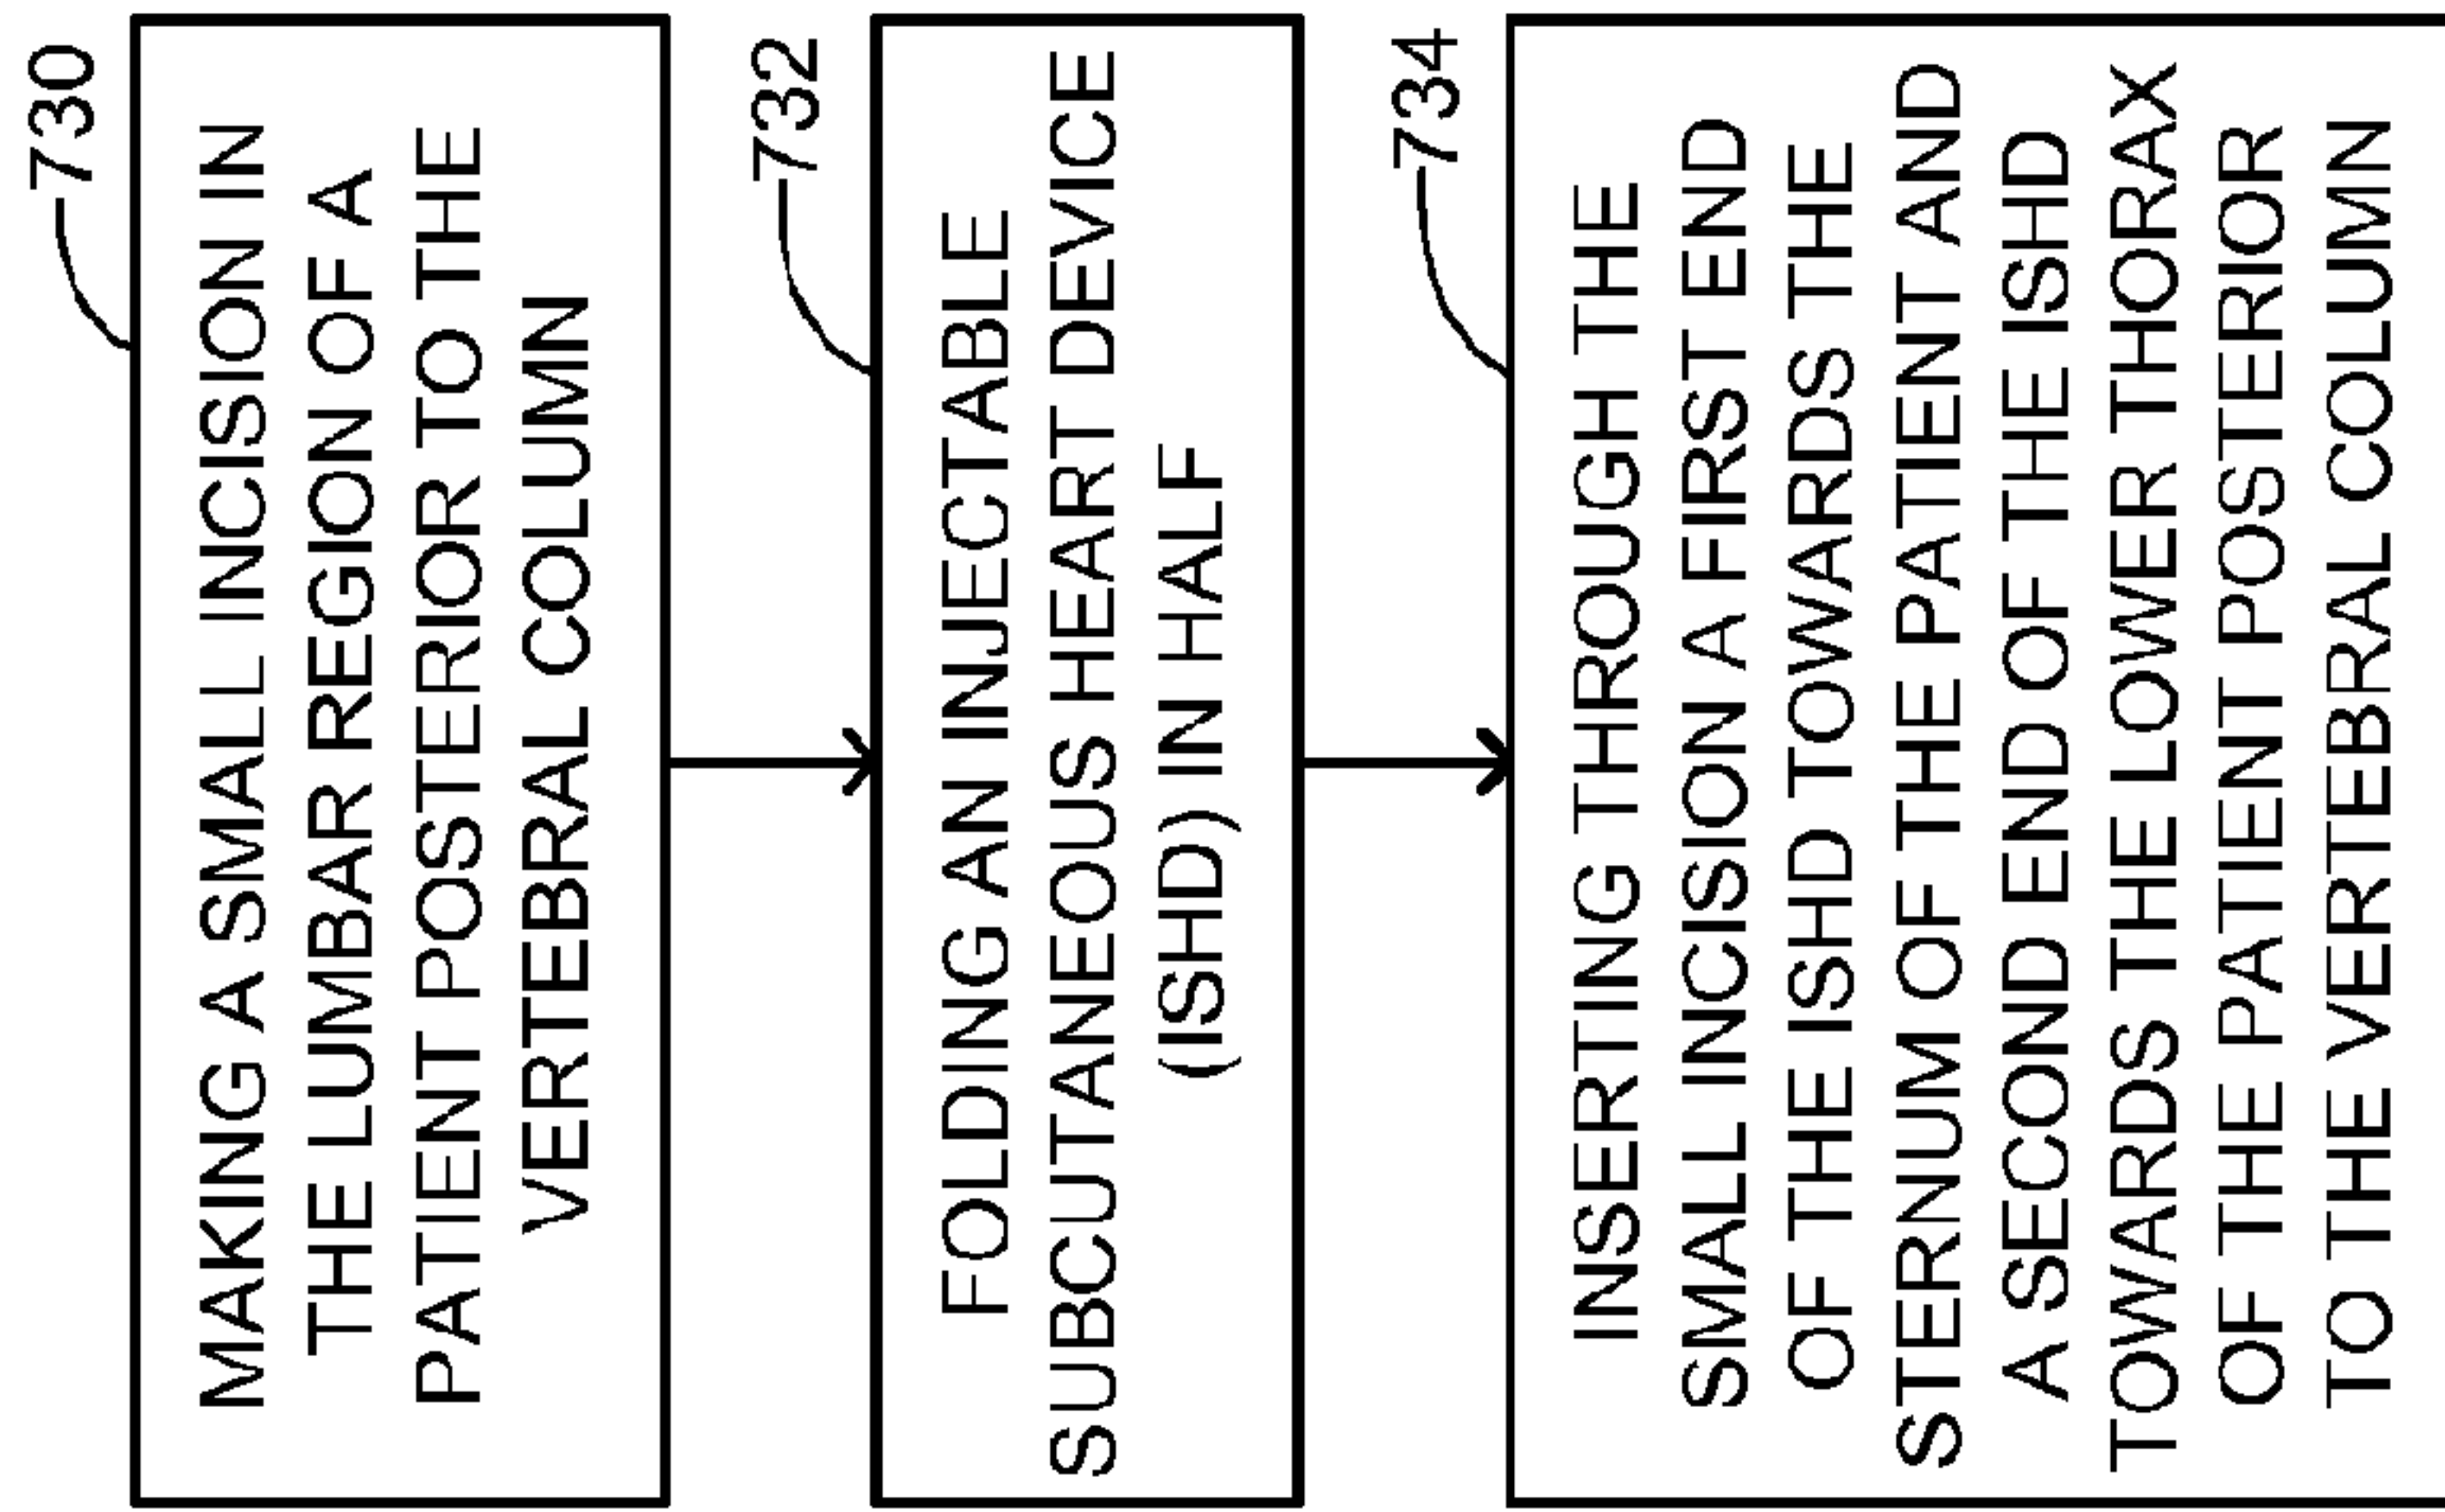 730
MAKING A SMALL INCISION IN
THE LUMBAR REGION OF A
PATIENT POSTERIOR TO THE
VERTEBRAL COLUMN
732
FOLDING AN INJECTABLE
SUBCUTANEOUS HEART DEVICE
(ISHD) IN HALF
734
INSERTING THROUGH THE
SMALL INCISION A FIRST END
OF THE ISHD TOWARDS THE
STERNUM OF THE PATIENT AND
A SECOND END OF THE ISHD
TOWARDS THE LOWER THORAX
OF THE PATIENT POSTERIOR
TO THE VERTEBRAL COLUMN